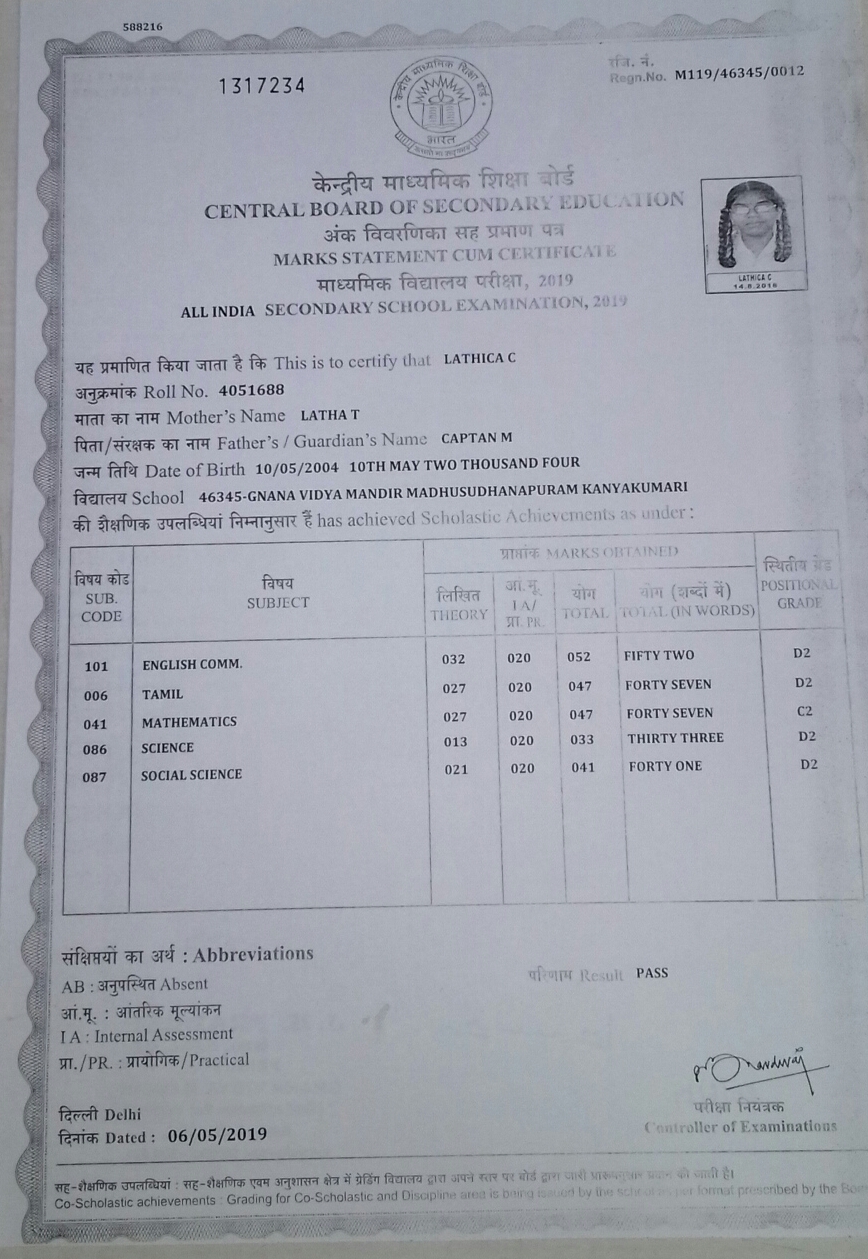 588216
1317234
रजि. नं.
Regn.No. M119/46345/0012
केन्द्रीय माध्यमिक शिक्षा बोर्ड
भारत
केन्द्रीय माध्यमिक शिक्षा बोर्ड
CENTRAL BOARD OF SECONDARY EDUCATION
अंक विवरणिका सह प्रमाण पत्र
MARKS STATEMENT CUM CERTIFICATE
माध्यमिक विद्यालय परीक्षा, 2019
ALL INDIA SECONDARY SCHOOL EXAMINATION, 2019
LATHICA C
14.8.2018
यह प्रमाणित किया जाता है कि This is to certify that LATHICA C
अनुक्रमांक Roll No. 4051688
माता का नाम Mother's Name LATHA T
पिता/संरक्षक का नाम Father's / Guardian's Name CAPTAN M
जन्म तिथि Date of Birth 10/05/2004 10TH MAY TWO THOUSAND FOUR
विद्यालय School 46345-GNANA VIDYA MANDIR MADHUSUDHANAPURAM KANYAKUMARI
की शैक्षणिक उपलब्धियां निम्नानुसार हैं has achieved Scholastic Achievements as under :
विषय कोड SUB. CODE
विषय SUBJECT
प्राप्तांक MARKS OBTAINED
लिखित THEORY
आं.मू. IA/ प्रा. PR.
योग TOTAL
योग (शब्दों में) TOTAL (IN WORDS)
स्थितीय ग्रेड POSITIONAL GRADE
101 ENGLISH COMM. 032 020 052 FIFTY TWO D2
006 TAMIL 027 020 047 FORTY SEVEN D2
041 MATHEMATICS 027 020 047 FORTY SEVEN C2
086 SCIENCE 013 020 033 THIRTY THREE D2
087 SOCIAL SCIENCE 021 020 041 FORTY ONE D2
संक्षिप्तियों का अर्थ : Abbreviations
AB : अनुपस्थित Absent
आं.मू. : आंतरिक मूल्यांकन
I A : Internal Assessment
प्रा./PR. : प्रायोगिक/Practical
परिणाम Result PASS
दिल्ली Delhi
दिनांक Dated : 06/05/2019
परीक्षा नियंत्रक
Controller of Examinations
सह-शैक्षणिक उपलब्धियां : सह-शैक्षणिक एवम अनुशासन क्षेत्र में ग्रेडिंग विद्यालय द्वारा अपने स्तर पर बोर्ड द्वारा जारी प्रारूपानुसार प्रदान की जाती है।
Co-Scholastic achievements : Grading for Co-Scholastic and Discipline area is being issued by the school as per format prescribed by the